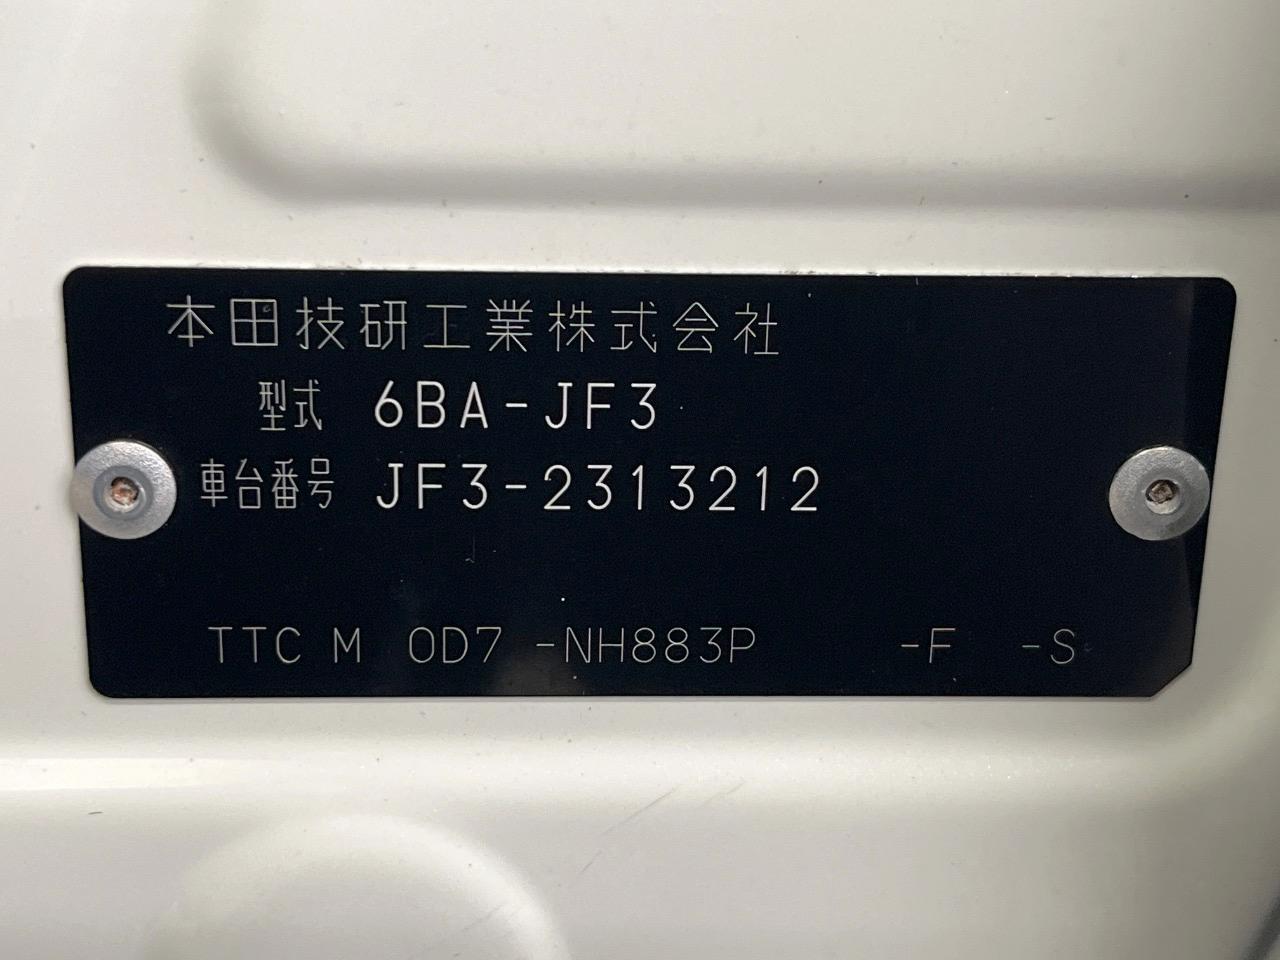 本田技研工業株式会社
型式 6BA-JF3
車台番号 JF3-2313212
TTC M 0D7 -NH883P -F -S